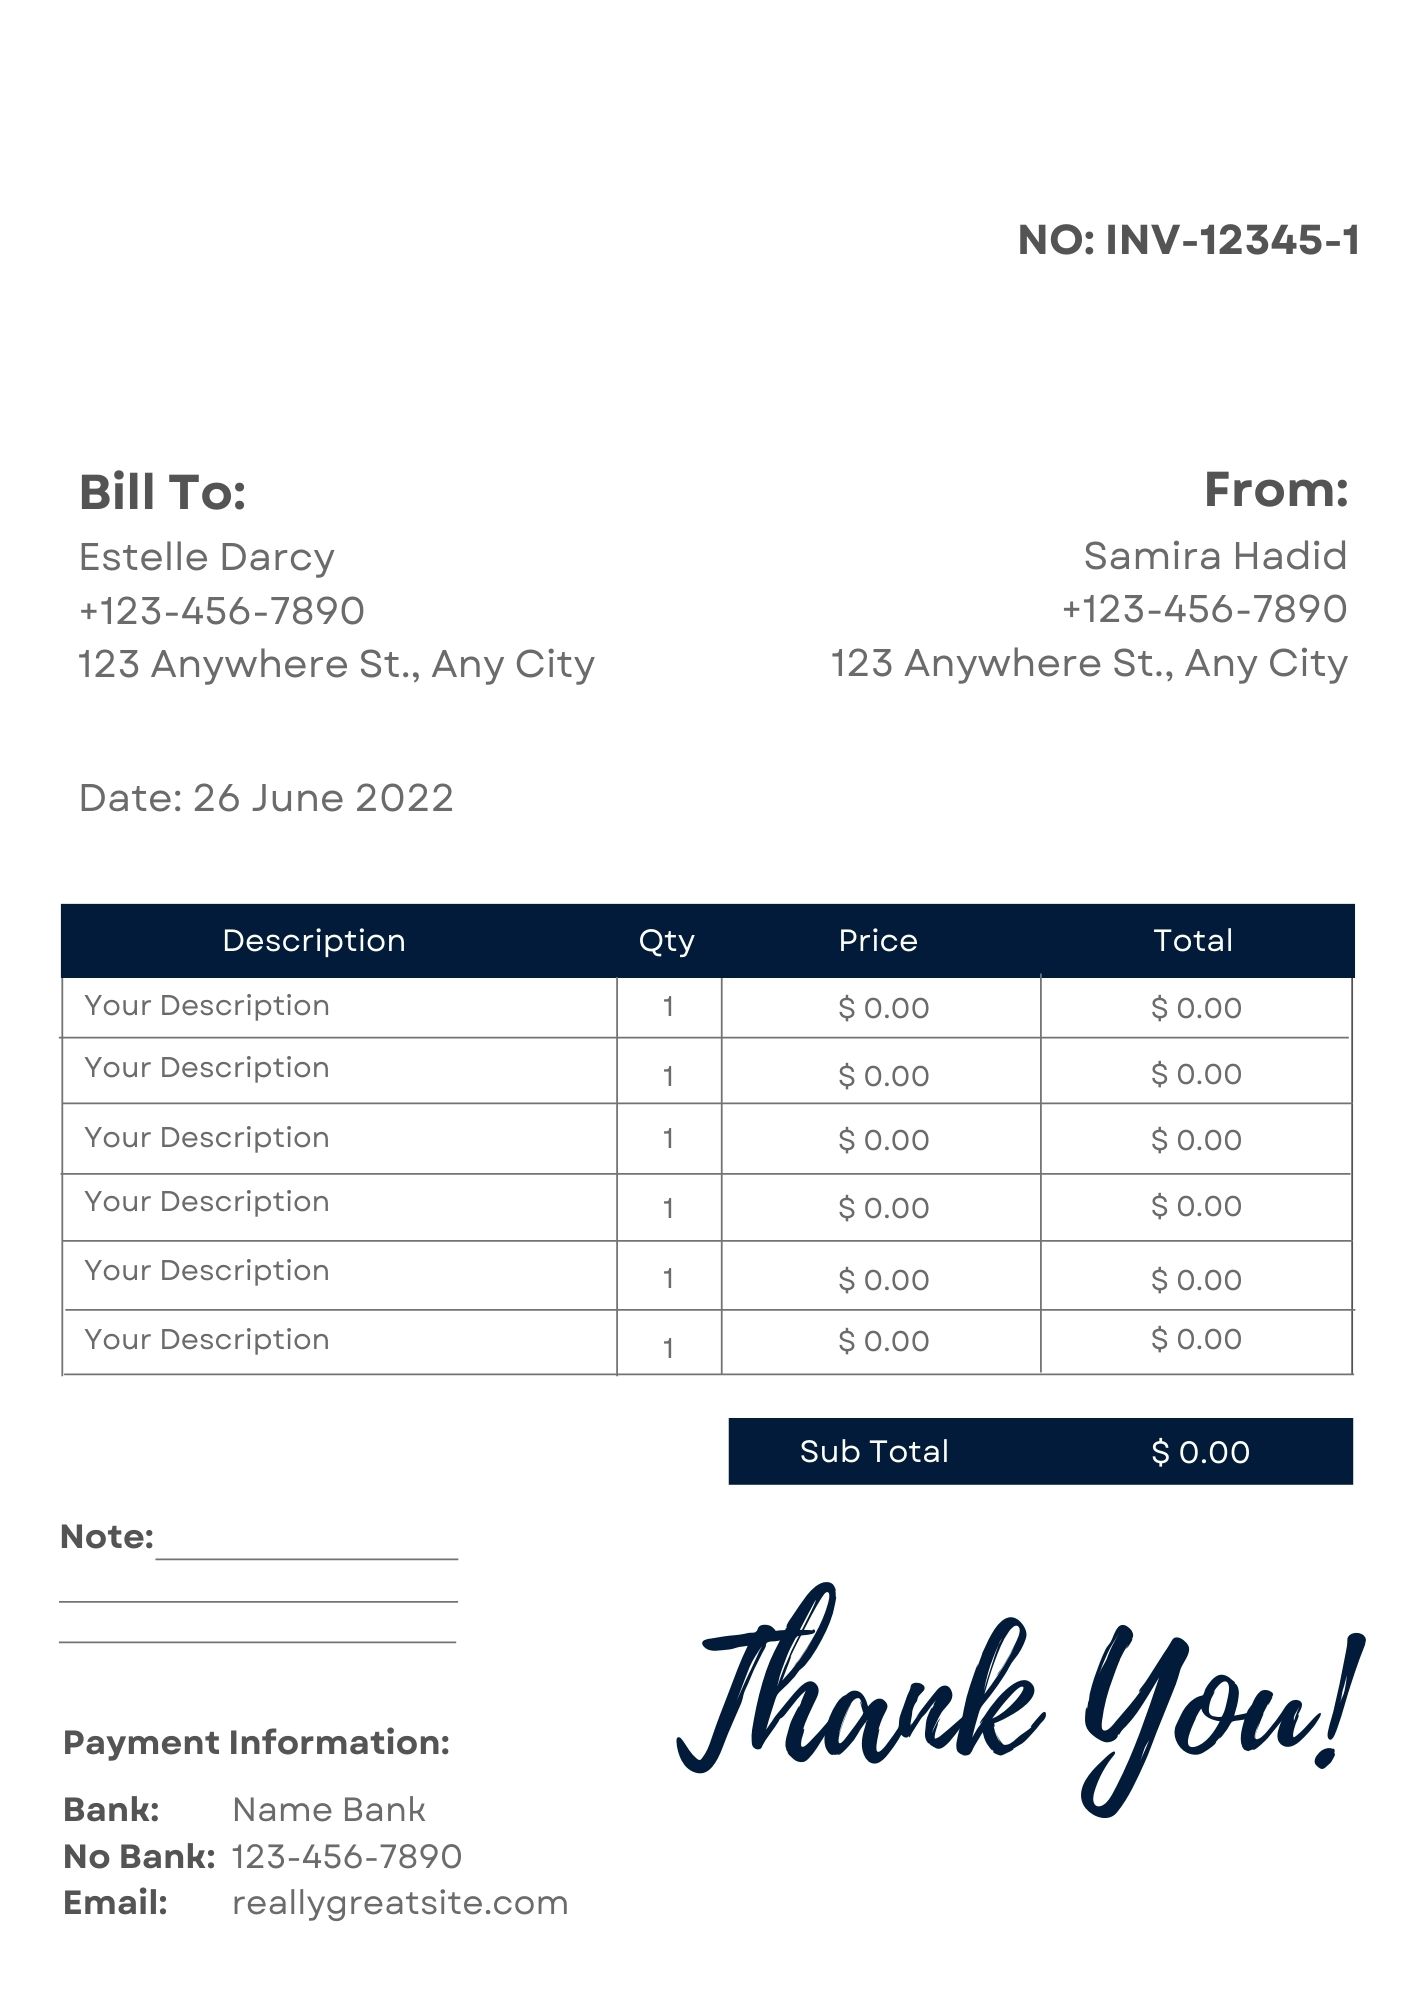 NO: INV-12345-1
Bill To:
Estelle Darcy
+123-456-7890
123 Anywhere St., Any City
From:
Samira Hadid
+123-456-7890
123 Anywhere St., Any City
Date: 26 June 2022
Description Qty Price Total
Your Description 1 $ 0.00 $ 0.00
Your Description 1 $ 0.00 $ 0.00
Your Description 1 $ 0.00 $ 0.00
Your Description 1 $ 0.00 $ 0.00
Your Description 1 $ 0.00 $ 0.00
Your Description 1 $ 0.00 $ 0.00
Sub Total $ 0.00
Note:
Thank You!
Payment Information:
Bank: Name Bank
No Bank: 123-456-7890
Email: reallygreatsite.com